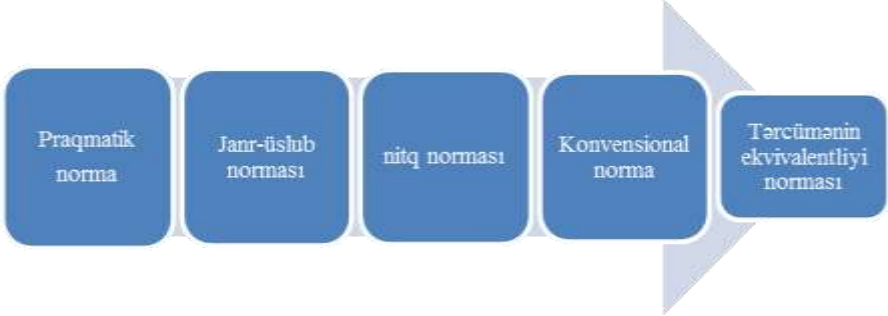 Praqmatik
norma
Janr-üslub
norması
nitq norması
Konvensional
norma
Tərcümənin
ekvivalentliyi
norması